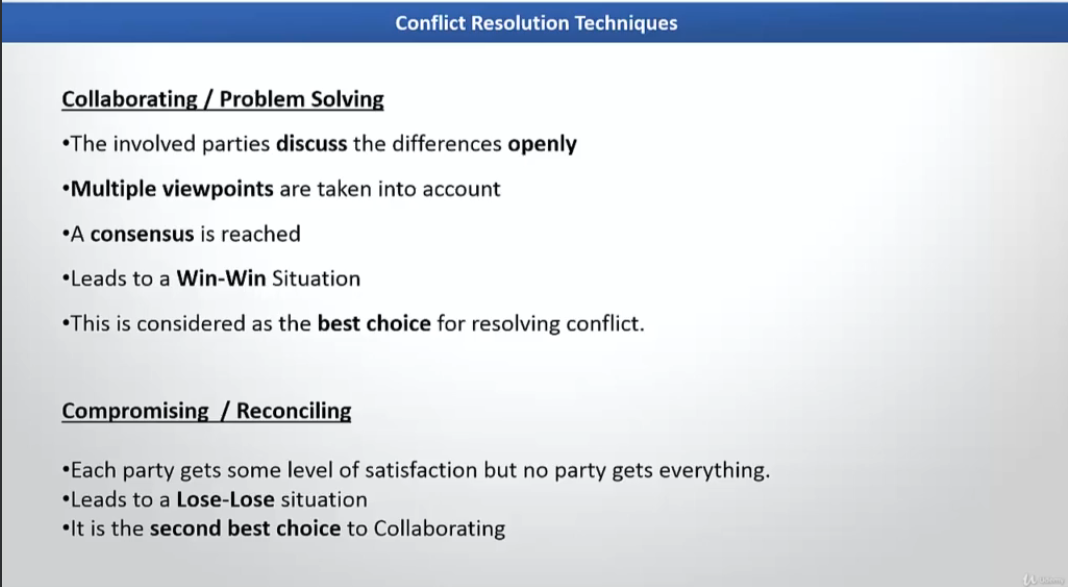 Conflict Resolution Techniques
Collaborating / Problem Solving
•The involved parties discuss the differences openly
•Multiple viewpoints are taken into account
•A consensus is reached
•Leads to a Win-Win Situation
•This is considered as the best choice for resolving conflict.
Compromising / Reconciling
•Each party gets some level of satisfaction but no party gets everything.
•Leads to a Lose-Lose situation
•It is the second best choice to Collaborating